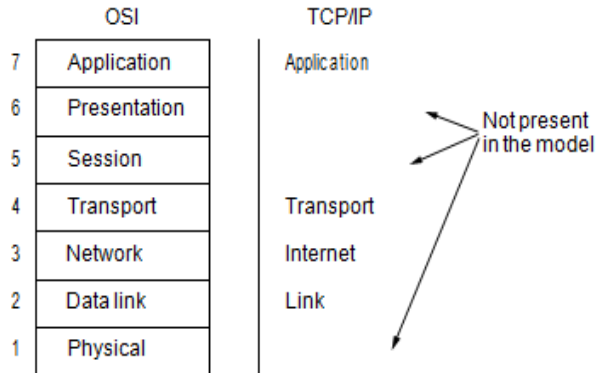 OSI TCP/IP
7 Application Application
6 Presentation
Not present
in the model
5 Session
4 Transport Transport
3 Network Internet
2 Data link Link
1 Physical